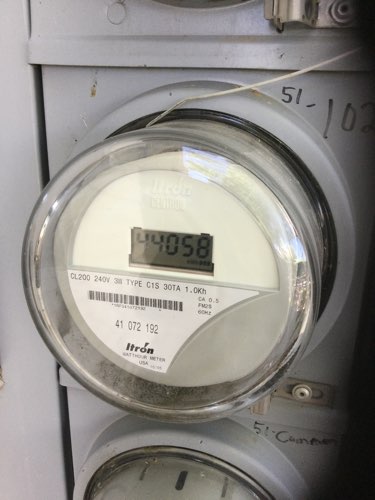 51-102
Itron
CENTRON
44058
CL200 240V 3W TYPE C1S 30TA 1.0Kh
CA 0.5
FM2S
60Hz
41 072 192
Itrón
WATTHOUR METER
USA
51-Common